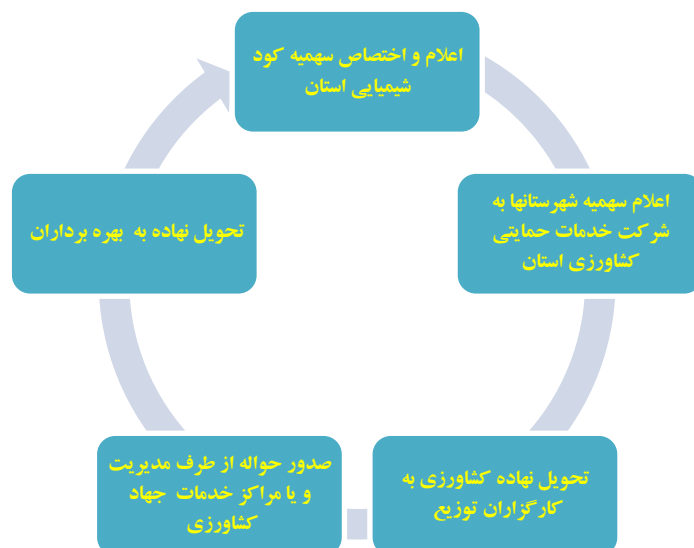 اعلام و اختصاص سهمیه کود
شیمیایی استان
اعلام سهمیه شهرستانها به
شرکت خدمات حمایتی
کشاورزی استان
تحویل نهاده کشاورزی به
کارگزاران توزیع
صدور حواله از طرف مدیریت
و یا مراکز خدمات جهاد
کشاورزی
تحویل نهاده به بهره برداران